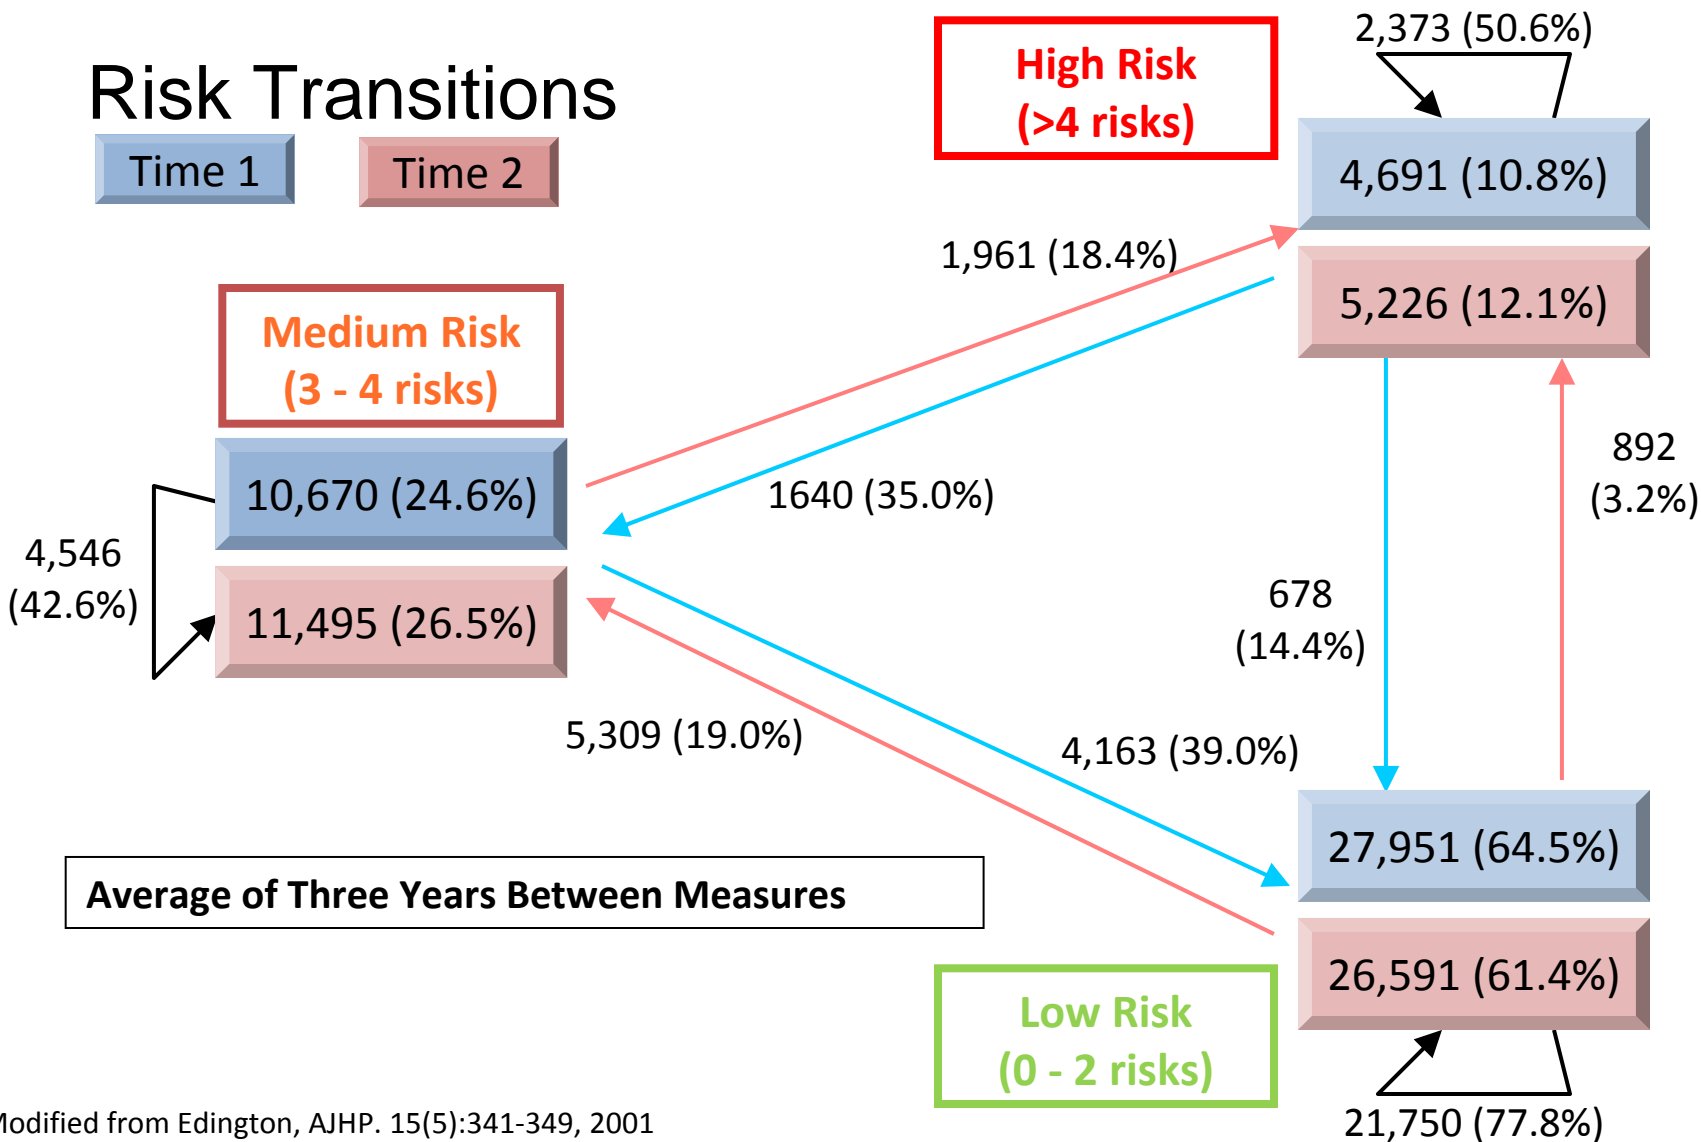 Risk Transitions
Time 1
Time 2
High Risk
(>4 risks)
2,373 (50.6%)
4,691 (10.8%)
5,226 (12.1%)
1,961 (18.4%)
Medium Risk
(3 - 4 risks)
10,670 (24.6%)
11,495 (26.5%)
4,546
(42.6%)
1640 (35.0%)
892
(3.2%)
678
(14.4%)
5,309 (19.0%)
4,163 (39.0%)
27,951 (64.5%)
26,591 (61.4%)
Average of Three Years Between Measures
Low Risk
(0 - 2 risks)
21,750 (77.8%)
Modified from Edington, AJHP. 15(5):341-349, 2001